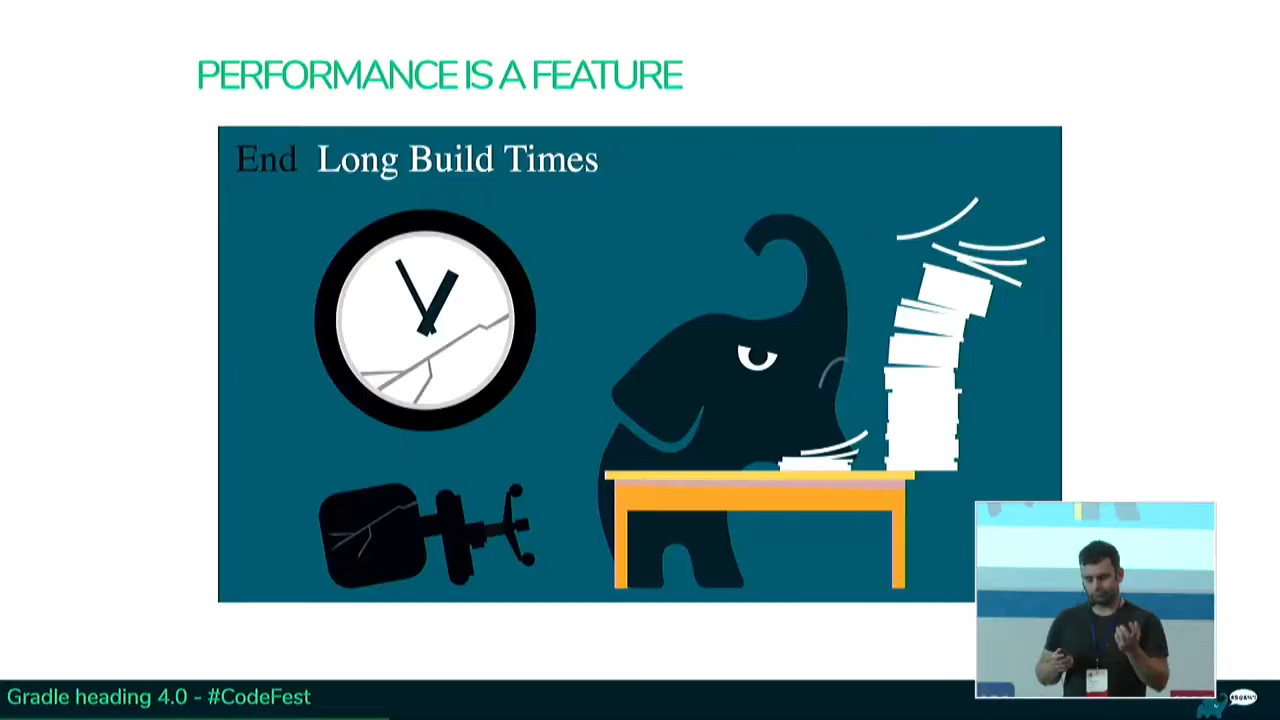 PERFORMANCE IS A FEATURE
End Long Build Times
Gradle heading 4.0 - #CodeFest